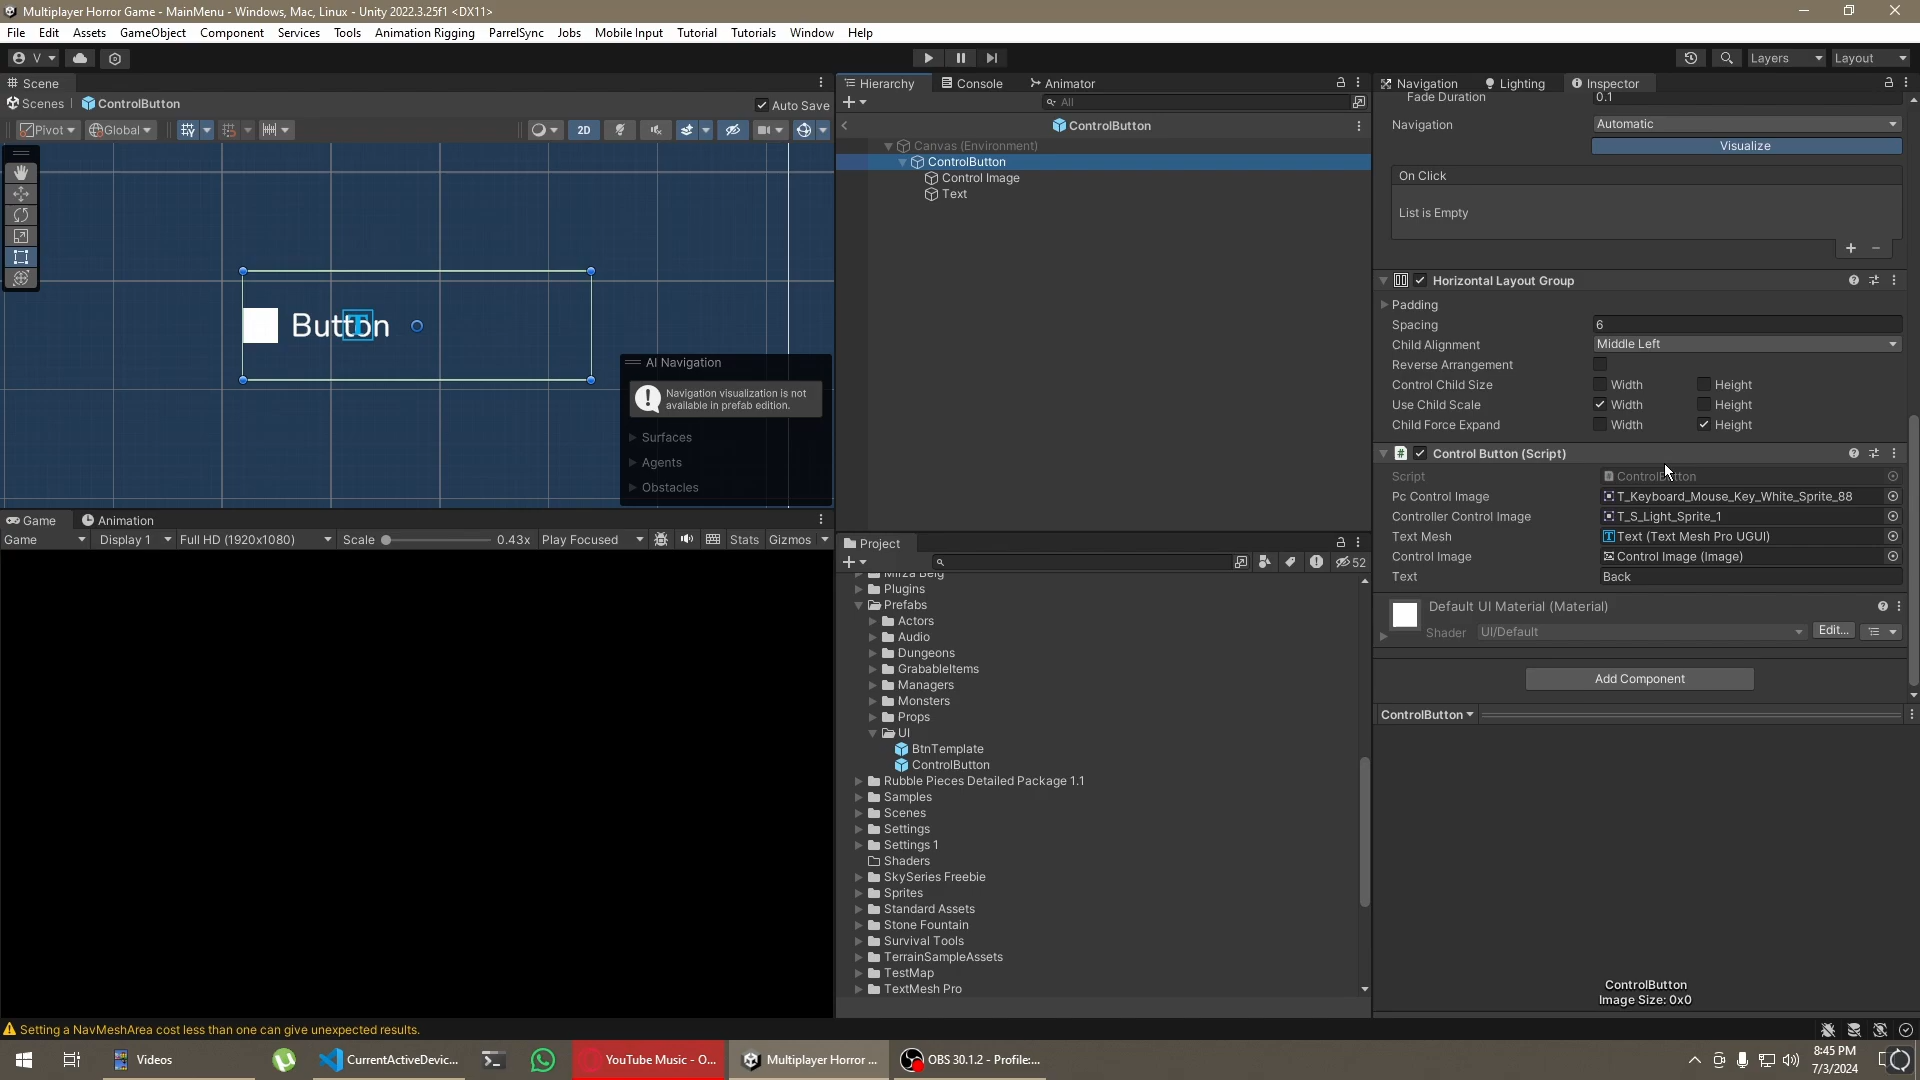 Multiplayer Horror Game - MainMenu - Windows, Mac, Linux - Unity 2022.3.25f1 <DX11>
File Edit Assets GameObject Component Services Tools Animation Rigging ParrelSync Jobs Mobile Input Tutorial Tutorials Window Help
V Layers Layout
Scene
Scenes ControlButton Auto Save
Pivot Global 2D
Button
AI Navigation
Navigation visualization is not
available in prefab edition.
Surfaces
Agents
Obstacles
Game Animation
Game Display 1 Full HD (1920x1080) Scale 0.43x Play Focused Stats Gizmos
Hierarchy Console Animator
All
ControlButton
Canvas (Environment)
ControlButton
Control Image
Text
Project
52
Mirza Beig
Plugins
Prefabs
Actors
Audio
Dungeons
GrabableItems
Managers
Monsters
Props
UI
BtnTemplate
ControlButton
Rubble Pieces Detailed Package 1.1
Samples
Scenes
Settings
Settings 1
Shaders
SkySeries Freebie
Sprites
Standard Assets
Stone Fountain
Survival Tools
TerrainSampleAssets
TestMap
TextMesh Pro
Navigation Lighting Inspector
Fade Duration 0.1
Navigation Automatic
Visualize
On Click
List is Empty
Horizontal Layout Group
Padding
Spacing 6
Child Alignment Middle Left
Reverse Arrangement
Control Child Size Width Height
Use Child Scale Width Height
Child Force Expand Width Height
Control Button (Script)
Script ControlButton
Pc Control Image T_Keyboard_Mouse_Key_White_Sprite_88
Controller Control Image T_S_Light_Sprite_1
Text Mesh Text (Text Mesh Pro UGUI)
Control Image Control Image (Image)
Text Back
Default UI Material (Material)
Shader UI/Default Edit...
Add Component
ControlButton
ControlButton
Image Size: 0x0
Setting a NavMeshArea cost less than one can give unexpected results.
Videos CurrentActiveDevic... YouTube Music - O... Multiplayer Horror ... OBS 30.1.2 - Profile:...
8:45 PM
7/3/2024